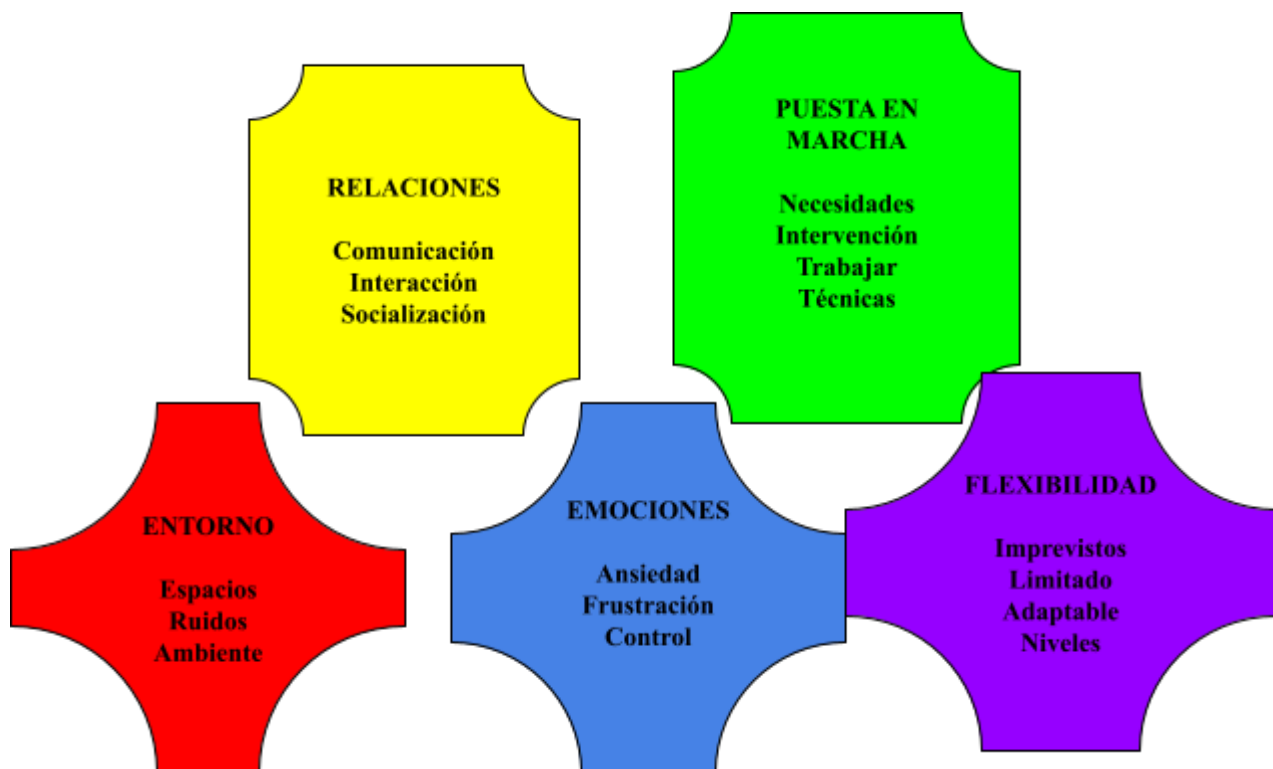 RELACIONES
Comunicación
Interacción
Socialización
PUESTA EN
MARCHA
Necesidades
Intervención
Trabajar
Técnicas
ENTORNO
Espacios
Ruidos
Ambiente
EMOCIONES
Ansiedad
Frustración
Control
FLEXIBILIDAD
Imprevistos
Limitado
Adaptable
Niveles